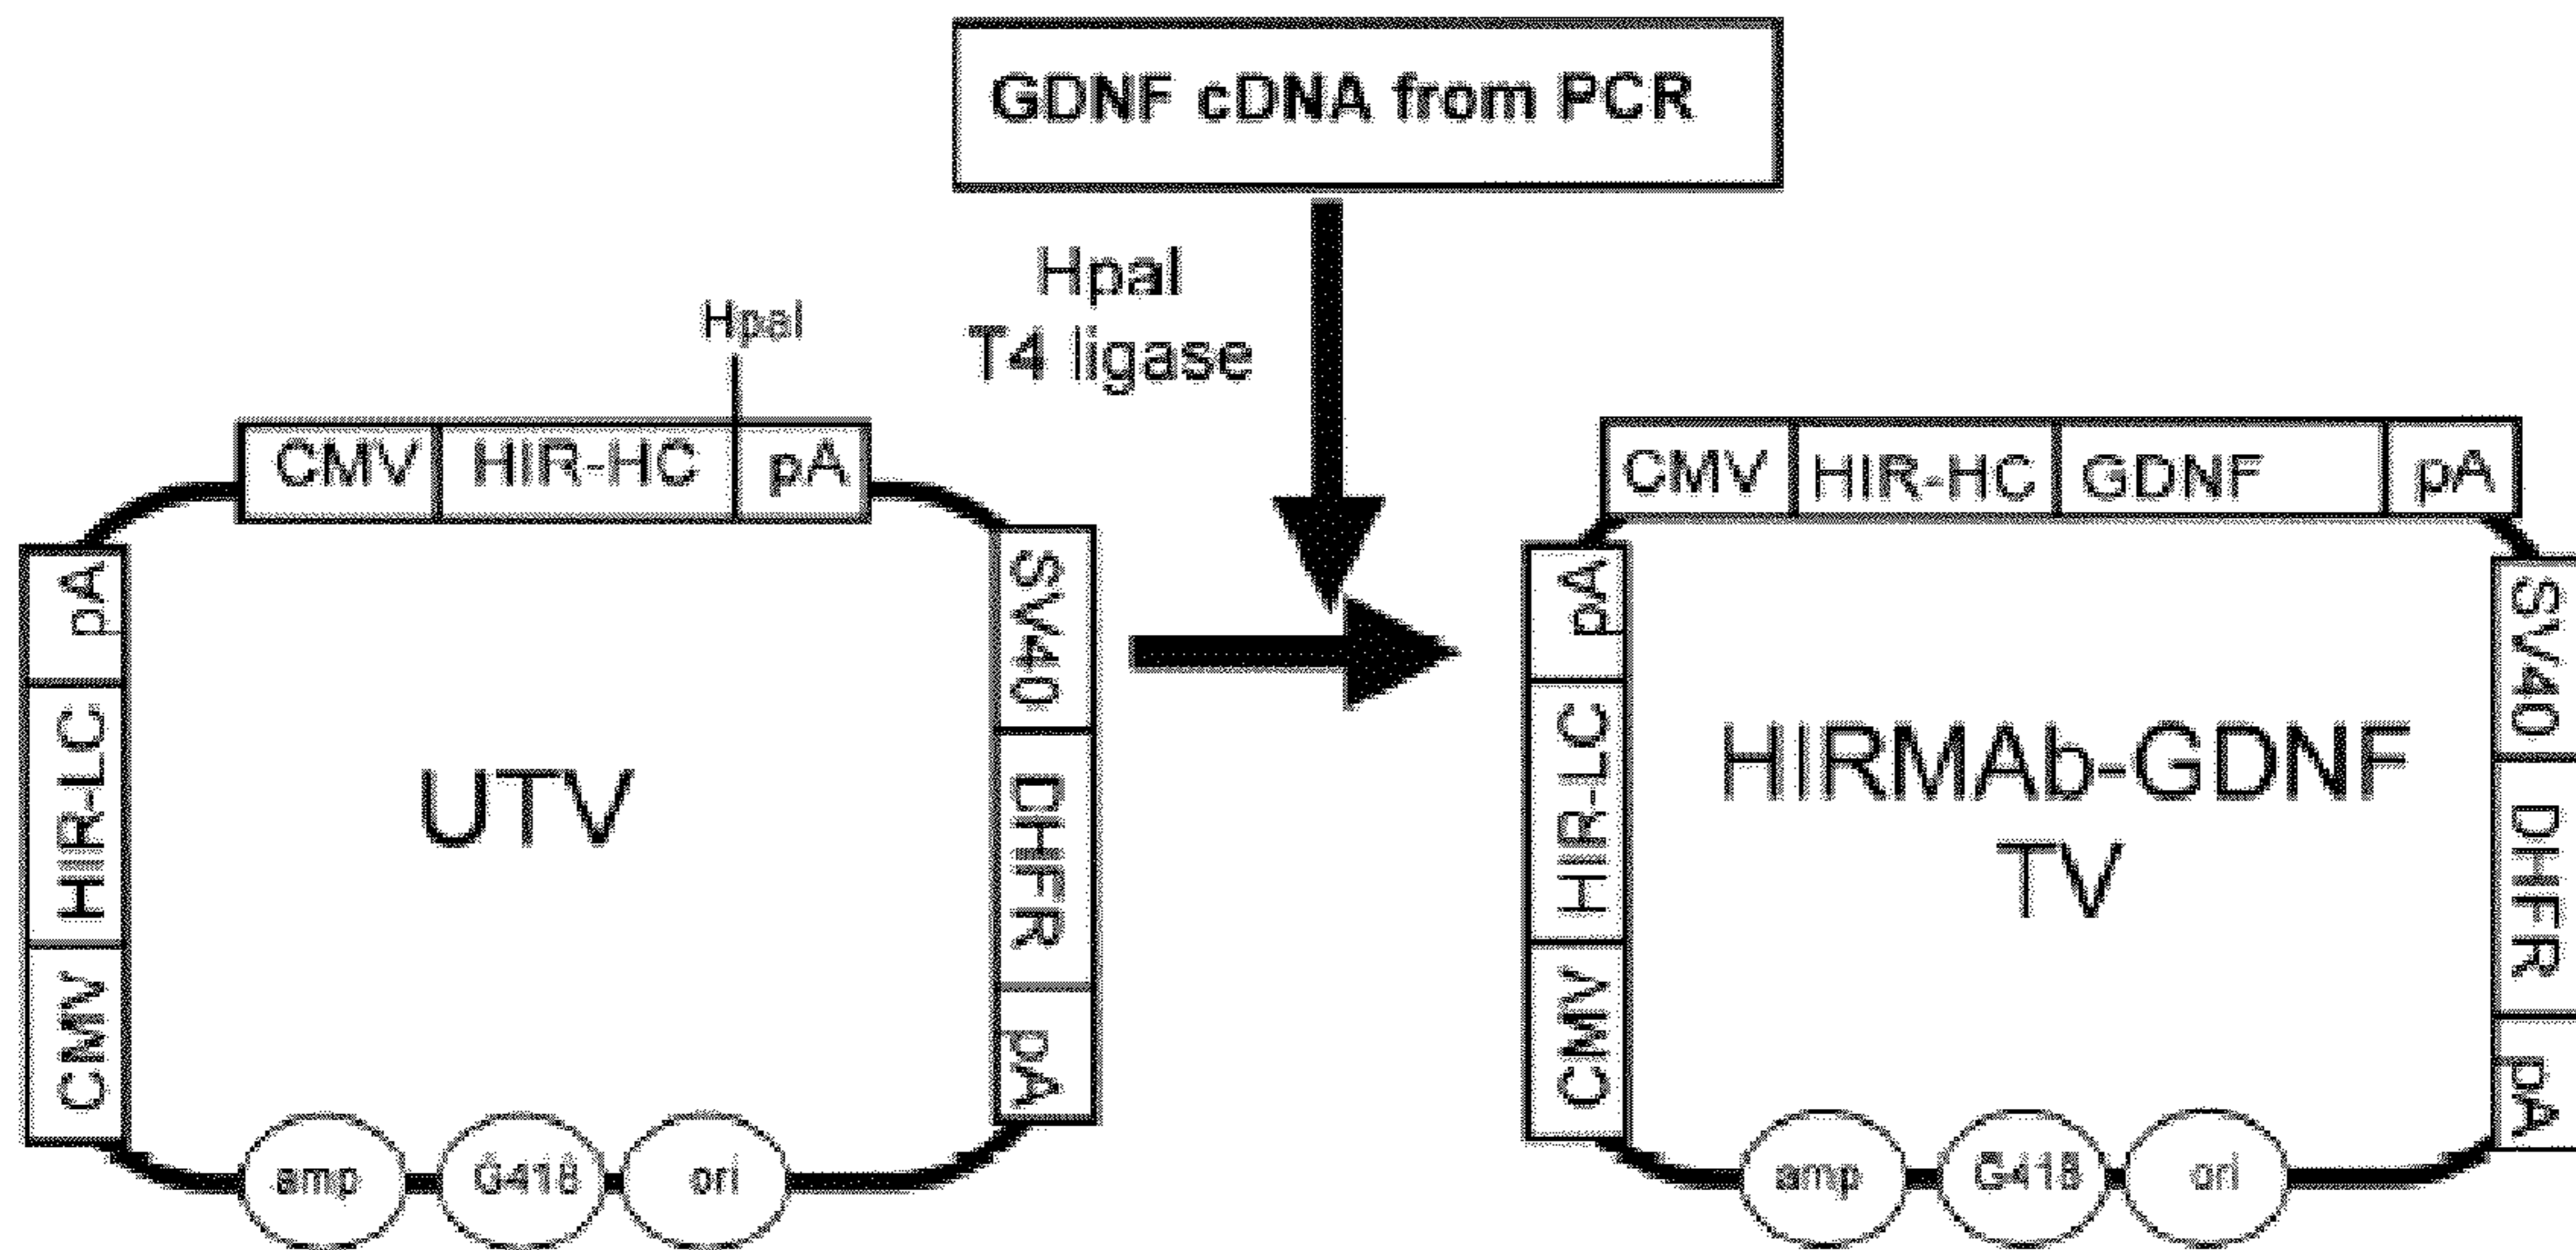 GDNF cDNA from PCR
HpaI
T4 ligase
HpaI
CMV HIR-HC pA
pA
HIR-LC
CMV
UTV
SV40
DHFR
pA
amp G418 ori
CMV HIR-HC GDNF pA
pA
HIR-LC
CMV
HIRMAb-GDNF
TV
SV40
DHFR
pA
amp G418 ori